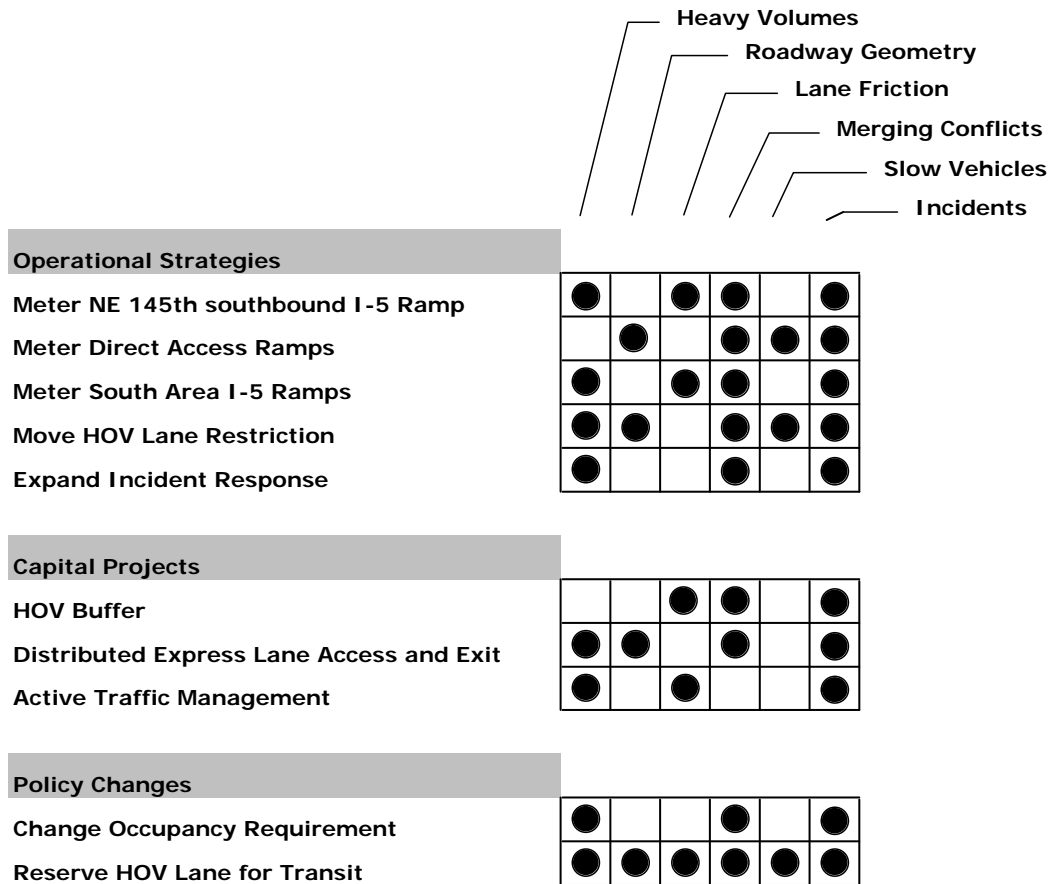 Heavy Volumes
Roadway Geometry
Lane Friction
Merging Conflicts
Slow Vehicles
Incidents
Operational Strategies
Meter NE 145th southbound I-5 Ramp
Meter Direct Access Ramps
Meter South Area I-5 Ramps
Move HOV Lane Restriction
Expand Incident Response
Capital Projects
HOV Buffer
Distributed Express Lane Access and Exit
Active Traffic Management
Policy Changes
Change Occupancy Requirement
Reserve HOV Lane for Transit